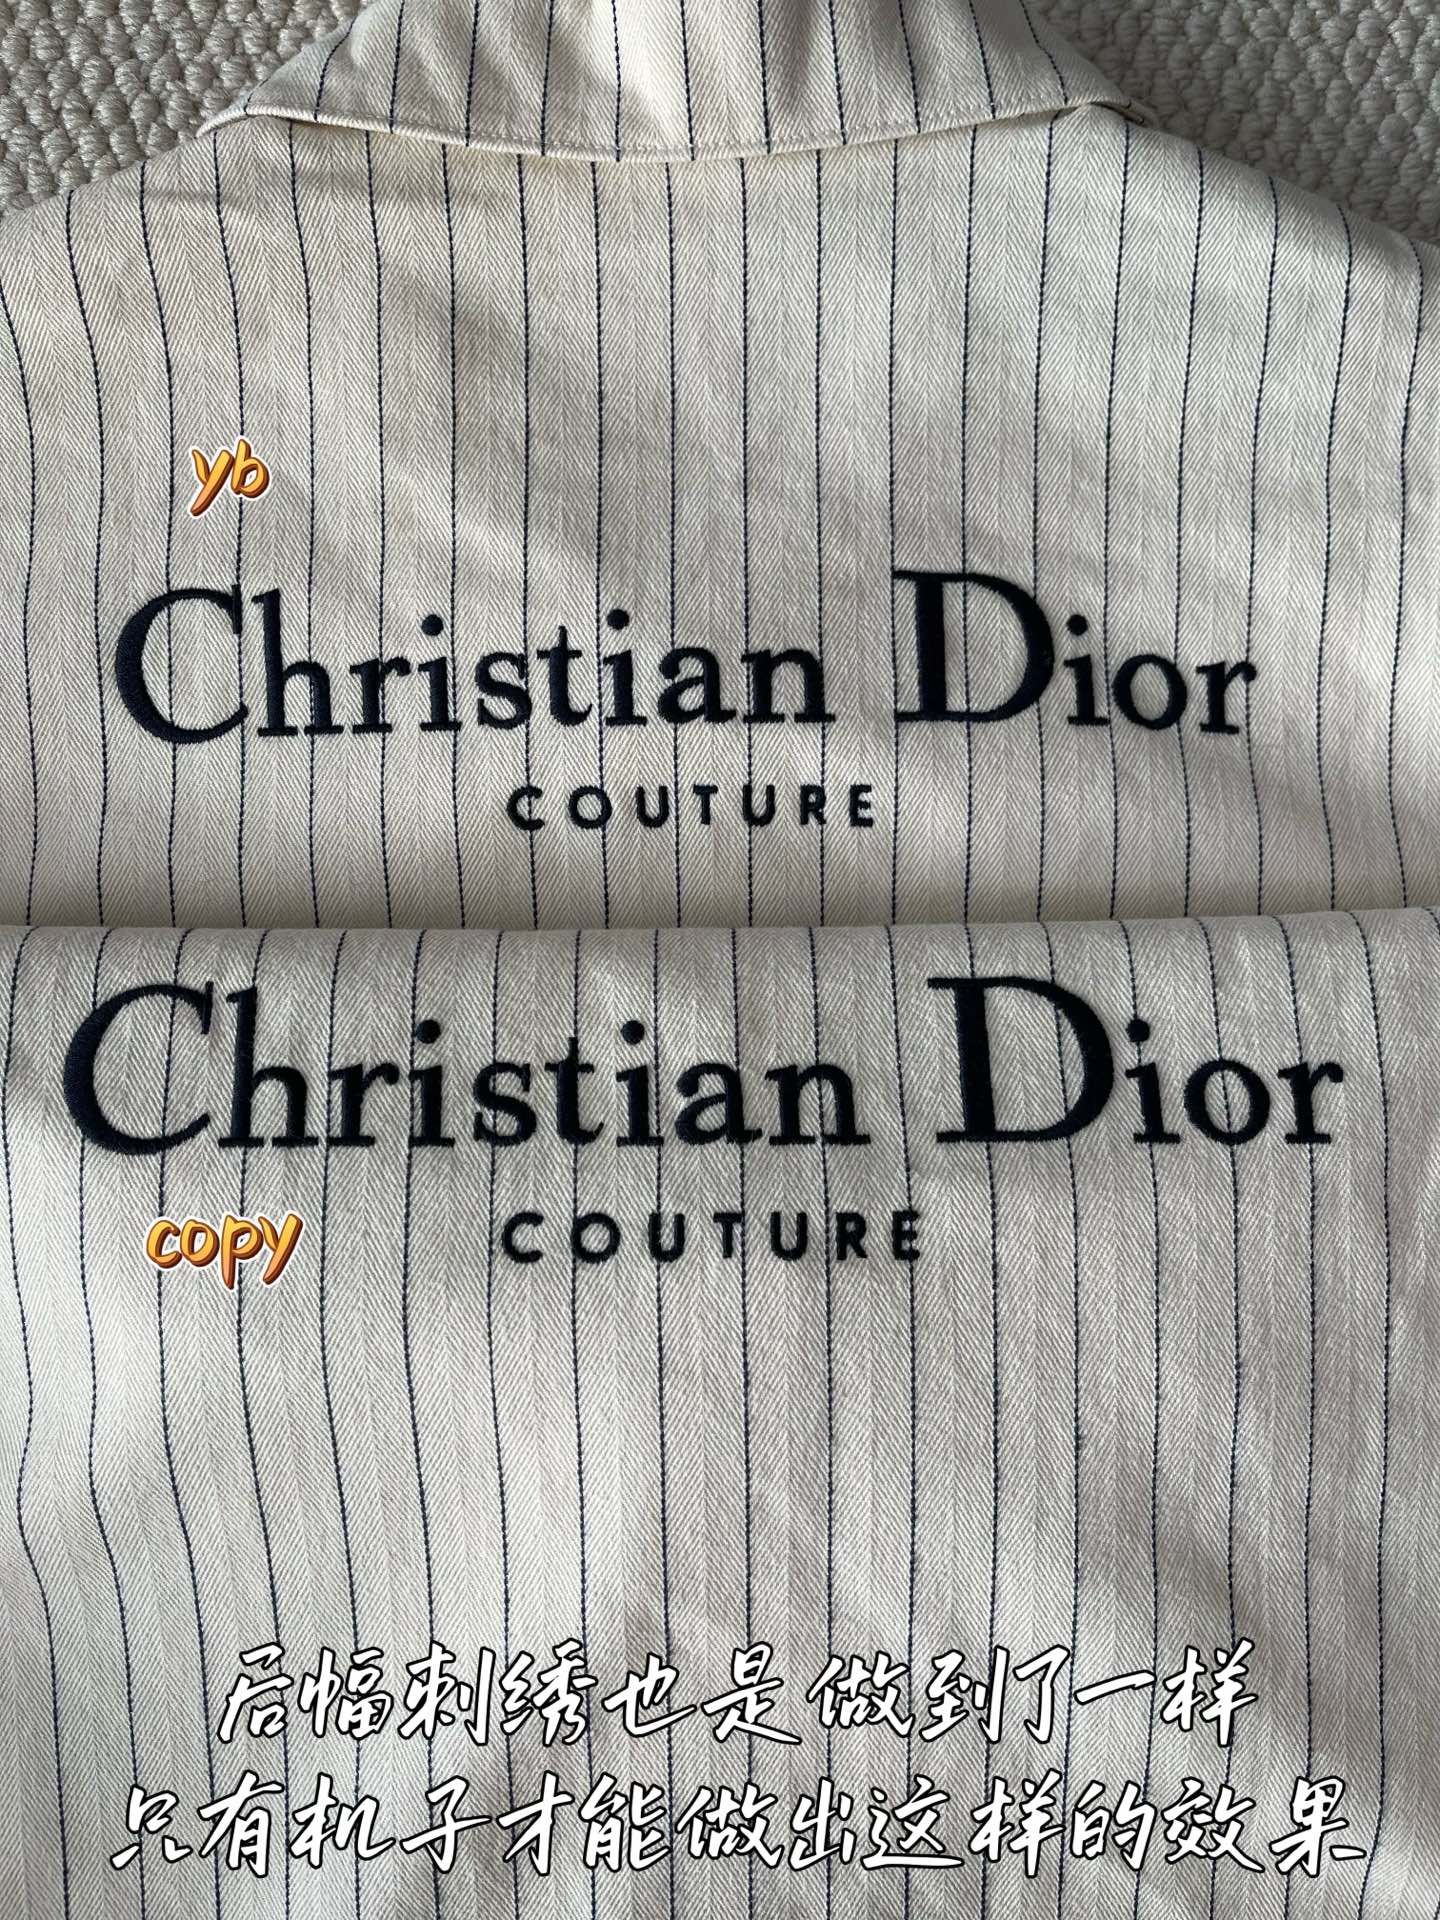 yb
Christian Dior
COUTURE
Christian Dior
COUTURE
copy
后幅刺绣也是做到了一样
只有机子才能做出这样的效果